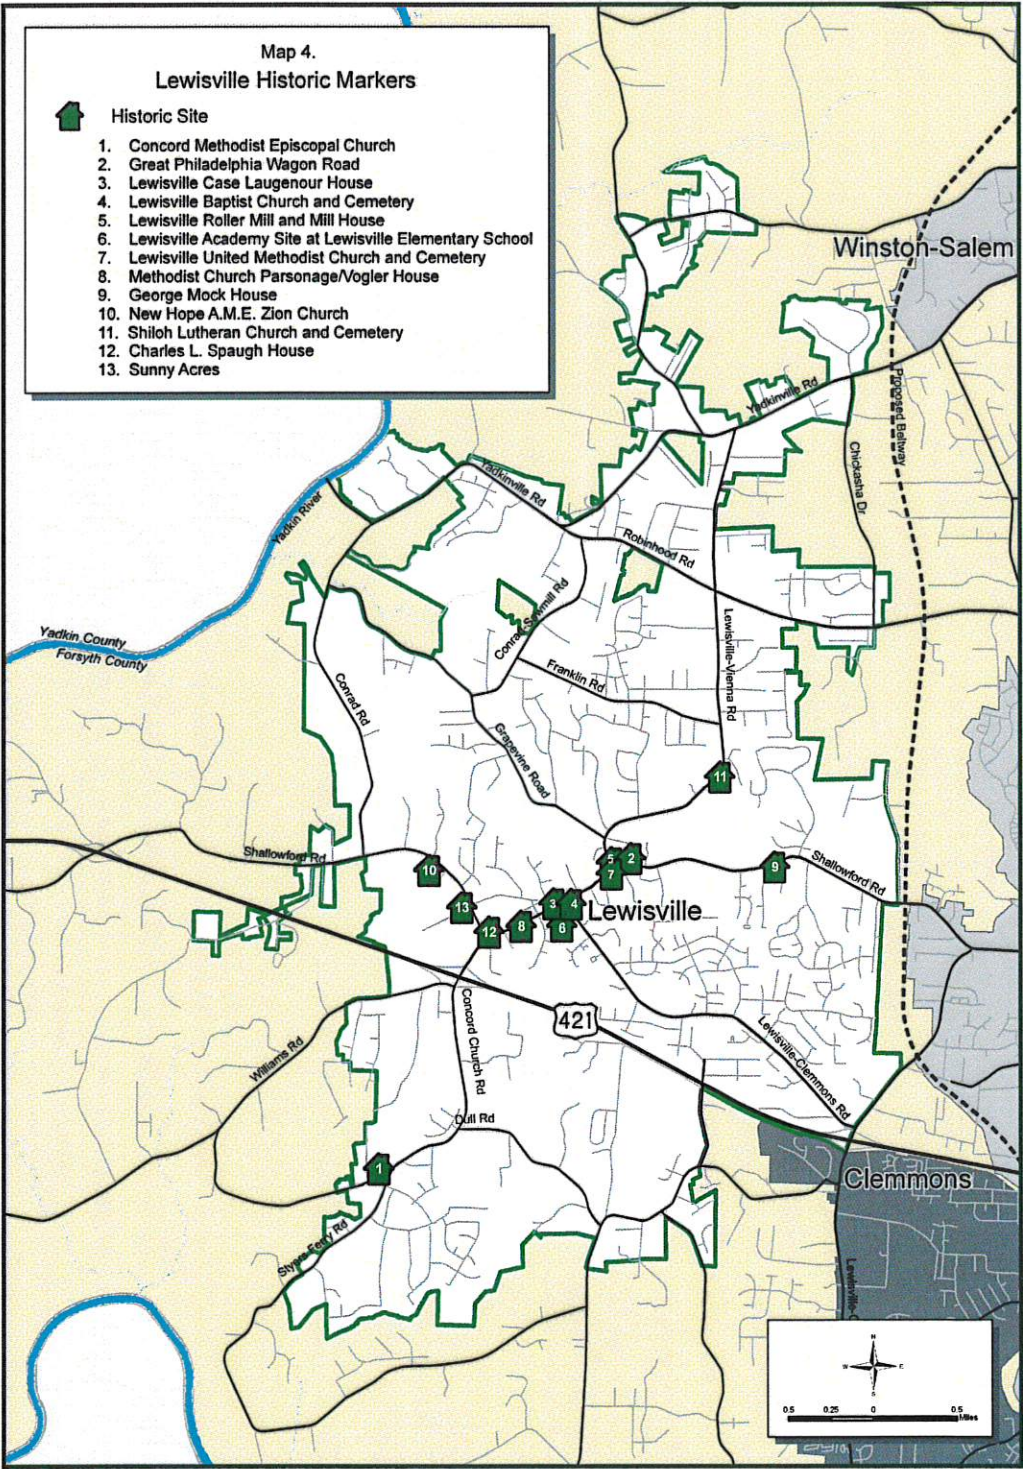 Map 4.
Lewisville Historic Markers
Historic Site
1. Concord Methodist Episcopal Church
2. Great Philadelphia Wagon Road
3. Lewisville Case Laugenour House
4. Lewisville Baptist Church and Cemetery
5. Lewisville Roller Mill and Mill House
6. Lewisville Academy Site at Lewisville Elementary School
7. Lewisville United Methodist Church and Cemetery
8. Methodist Church Parsonage/Vogler House
9. George Mock House
10. New Hope A.M.E. Zion Church
11. Shiloh Lutheran Church and Cemetery
12. Charles L. Spaugh House
13. Sunny Acres
Winston-Salem
Proposed Beltway
Yadkinville Rd
Chickasha Dr
Yadkinville Rd
Yadkin River
Robinhood Rd
Conrad-Sawmill Rd
Lewisville-Vienna Rd
Yadkin County
Forsyth County
Franklin Rd
Conrad Rd
Grapevine Road
11
Shallowford Rd
5
2
7
9
Shallowford Rd
10
13
3
4
Lewisville
12
8
6
421
Concord Church Rd
Williams Rd
Lewisville-Clemmons Rd
Dull Rd
1
Clemmons
Styers Ferry Rd
N
W
E
S
0.5
0.25
0
0.5
Miles